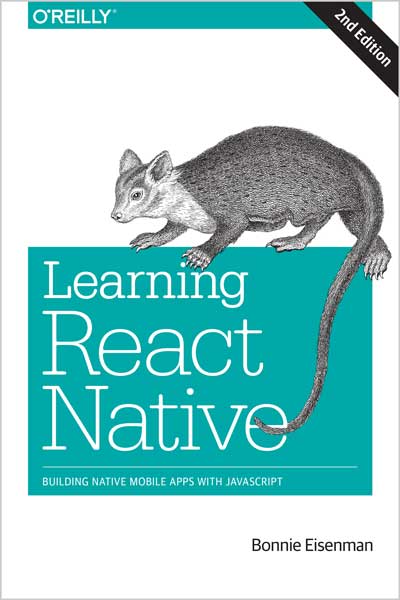 O'REILLY®
2nd Edition
Learning
React
Native
BUILDING NATIVE MOBILE APPS WITH JAVASCRIPT
Bonnie Eisenman